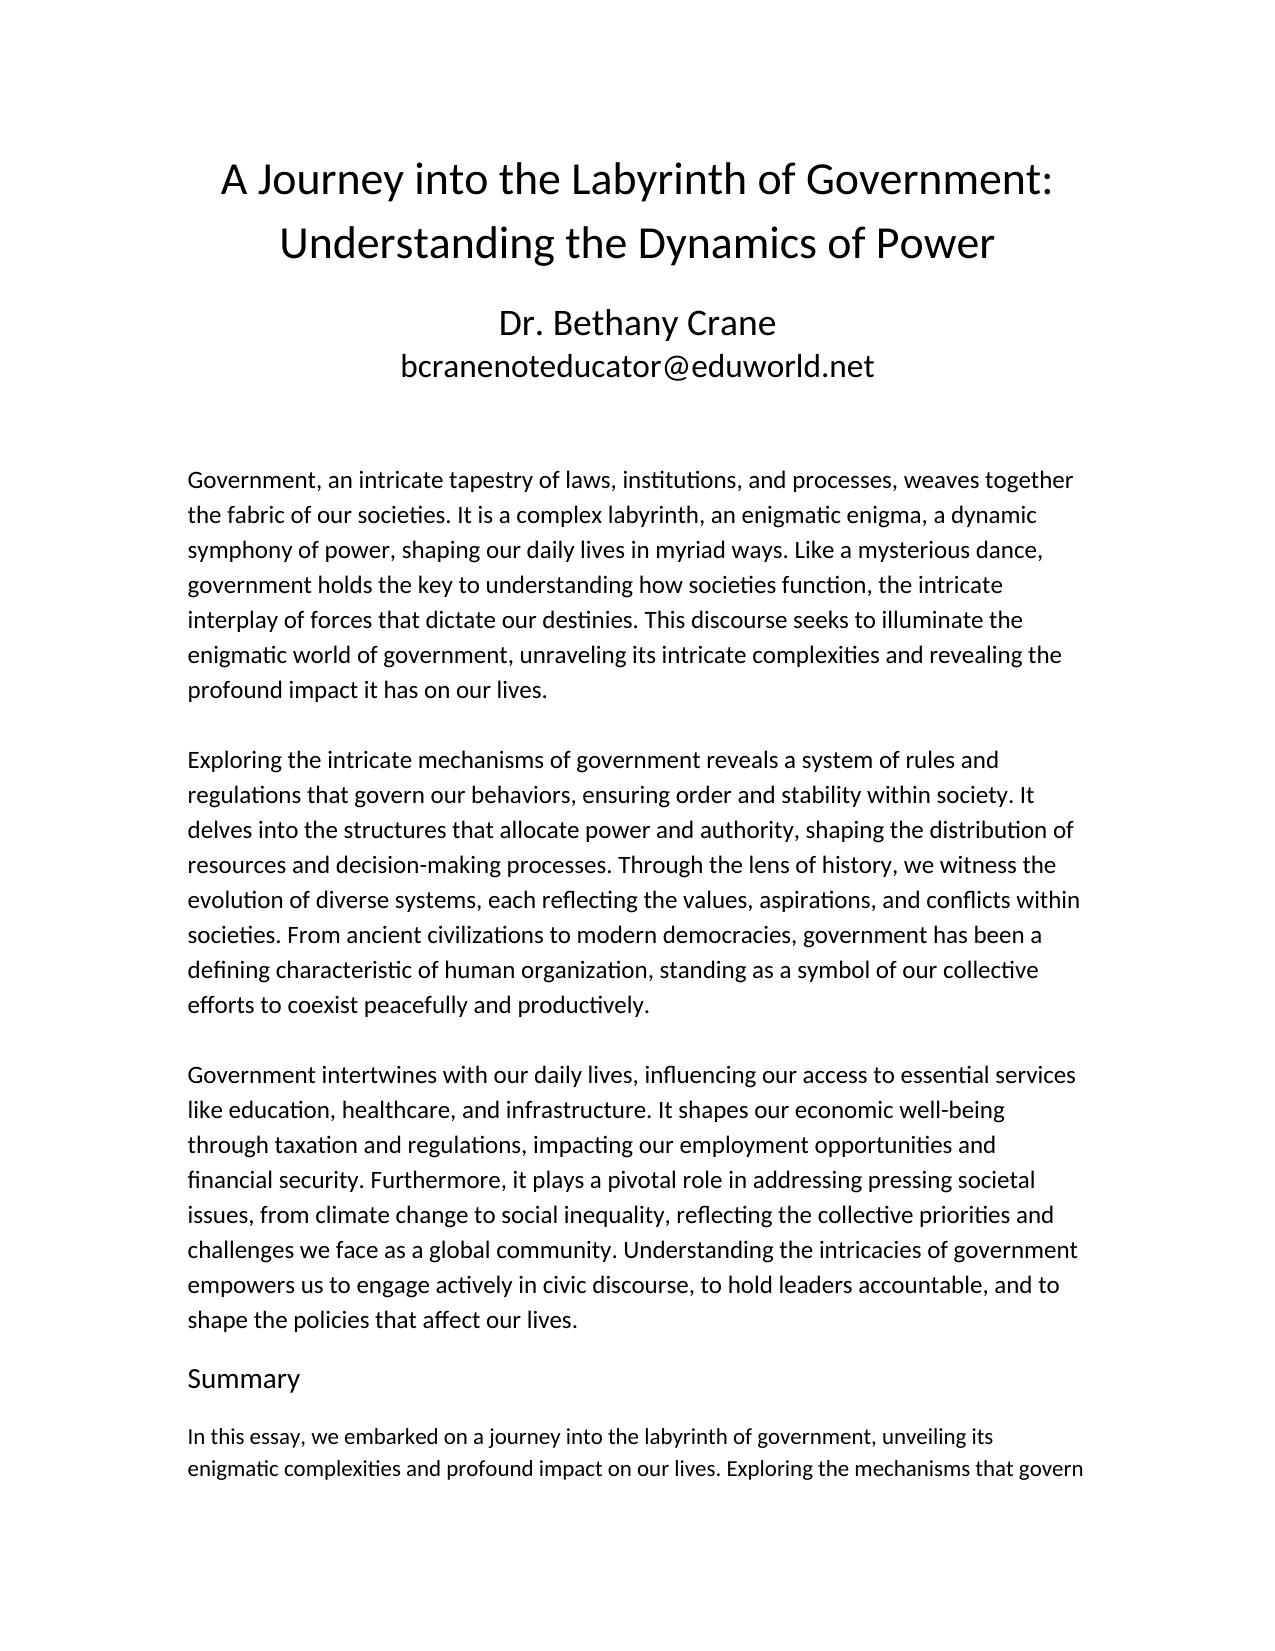 A Journey into the Labyrinth of Government:
Understanding the Dynamics of Power
Dr. Bethany Crane
bcranenoteducator@eduworld.net
Government, an intricate tapestry of laws, institutions, and processes, weaves together
the fabric of our societies. It is a complex labyrinth, an enigmatic enigma, a dynamic
symphony of power, shaping our daily lives in myriad ways. Like a mysterious dance,
government holds the key to understanding how societies function, the intricate
interplay of forces that dictate our destinies. This discourse seeks to illuminate the
enigmatic world of government, unraveling its intricate complexities and revealing the
profound impact it has on our lives.
Exploring the intricate mechanisms of government reveals a system of rules and
regulations that govern our behaviors, ensuring order and stability within society. It
delves into the structures that allocate power and authority, shaping the distribution of
resources and decision-making processes. Through the lens of history, we witness the
evolution of diverse systems, each reflecting the values, aspirations, and conflicts within
societies. From ancient civilizations to modern democracies, government has been a
defining characteristic of human organization, standing as a symbol of our collective
efforts to coexist peacefully and productively.
Government intertwines with our daily lives, influencing our access to essential services
like education, healthcare, and infrastructure. It shapes our economic well-being
through taxation and regulations, impacting our employment opportunities and
financial security. Furthermore, it plays a pivotal role in addressing pressing societal
issues, from climate change to social inequality, reflecting the collective priorities and
challenges we face as a global community. Understanding the intricacies of government
empowers us to engage actively in civic discourse, to hold leaders accountable, and to
shape the policies that affect our lives.
Summary
In this essay, we embarked on a journey into the labyrinth of government, unveiling its
enigmatic complexities and profound impact on our lives. Exploring the mechanisms that govern